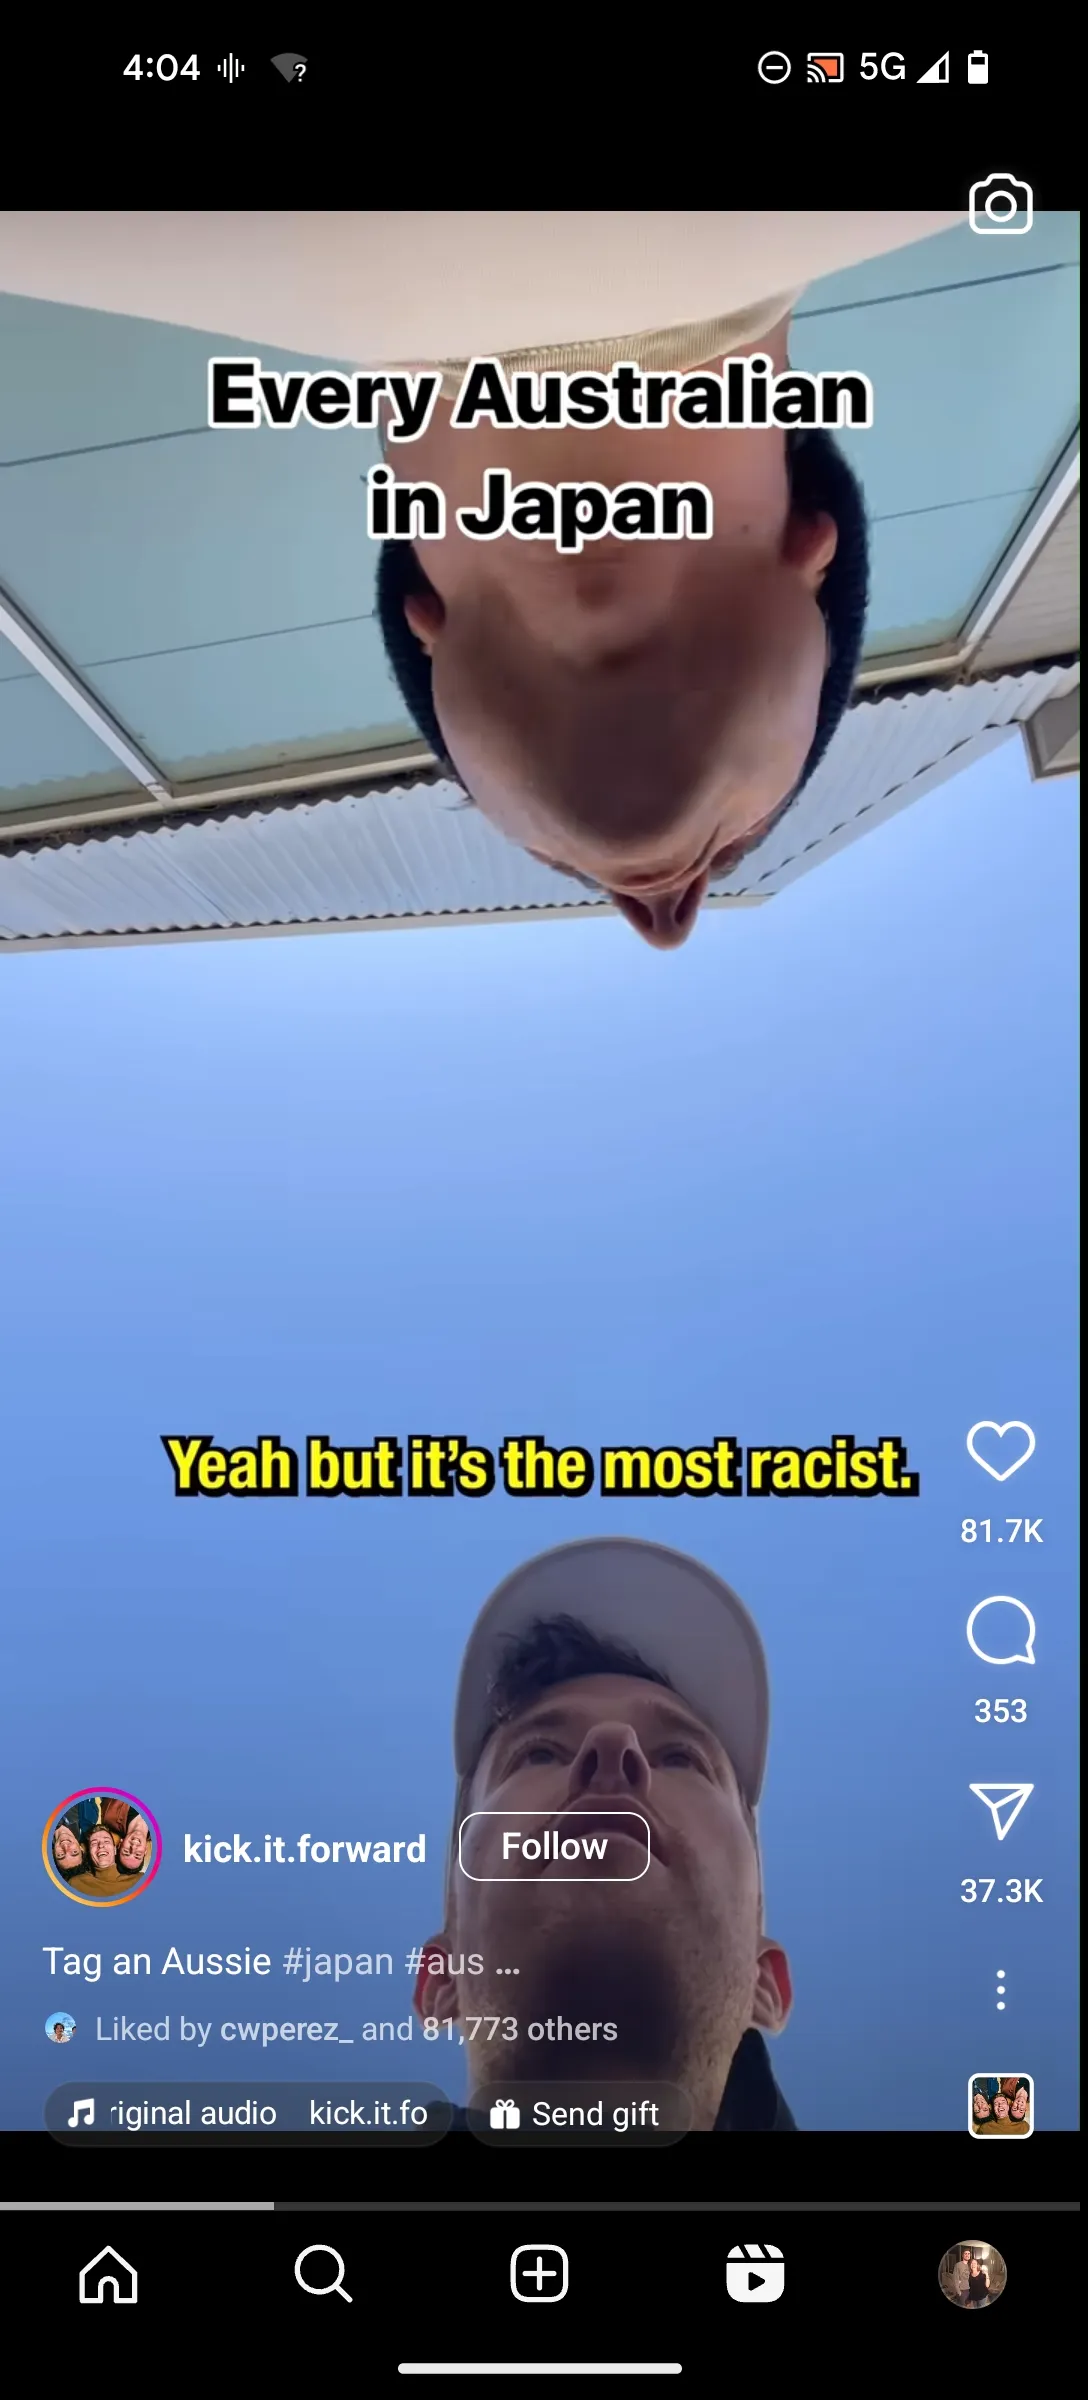 4:04
5G
Every Australian
in Japan
Yeah but it's the most racist.
81.7K
353
37.3K
kick.it.forward
Follow
Tag an Aussie #japan #aus ...
Liked by cwperez_ and 81,773 others
riginal audio kick.it.fo
Send gift